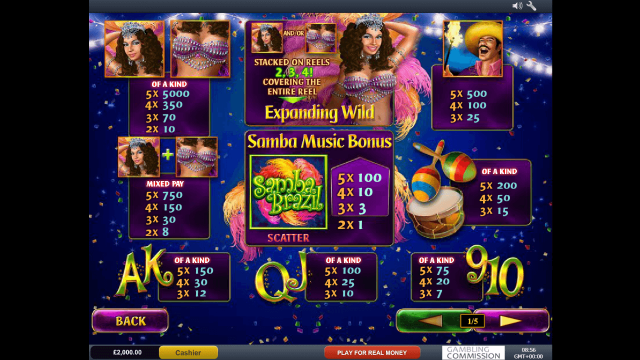 OF A KIND
5X 5000
4X 350
3X 70
2X 10
AND/OR
STACKED ON REELS
2, 3, 4!
COVERING THE
ENTIRE REEL
Expanding Wild
5X 500
4X 100
3X 25
+
MIXED PAY
5X 750
4X 150
3X 30
2X 8
Samba Music Bonus
Samba Brazil
SCATTER
5X 100
4X 10
3X 3
2X 1
OF A KIND
5X 200
4X 50
3X 15
AK
OF A KIND
5X 150
4X 30
3X 12
QJ
OF A KIND
5X 100
4X 25
3X 10
OF A KIND
5X 75
4X 20
3X 7
910
BACK
1/5
£2,000.00
Cashier
PLAY FOR REAL MONEY
GAMBLING
COMMISSION
08:56
GMT+00:00